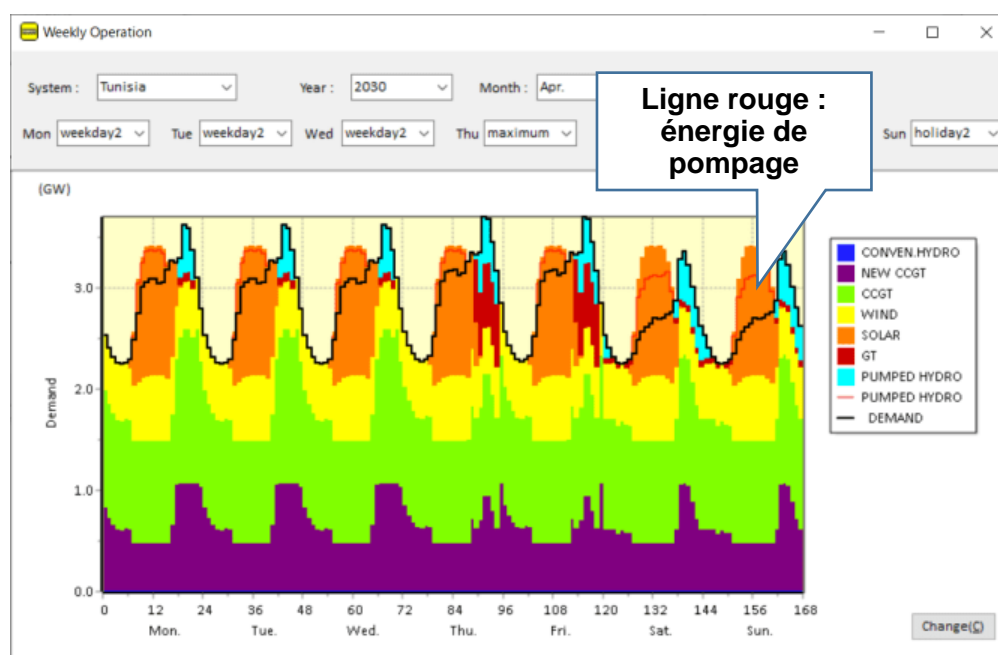 Weekly Operation
System : Tunisia Year : 2030 Month : Apr.
Mon weekday2 Tue weekday2 Wed weekday2 Thu maximum Sun holiday2
Ligne rouge :
énergie de
pompage
(GW)
CONVEN.HYDRO
NEW CCGT
CCGT
WIND
SOLAR
GT
PUMPED HYDRO
PUMPED HYDRO
DEMAND
3.0
2.0
1.0
0.0
Demand
0 12 24 36 48 60 72 84 96 108 120 132 144 156 168
Mon. Tue. Wed. Thu. Fri. Sat. Sun.
Change(C)